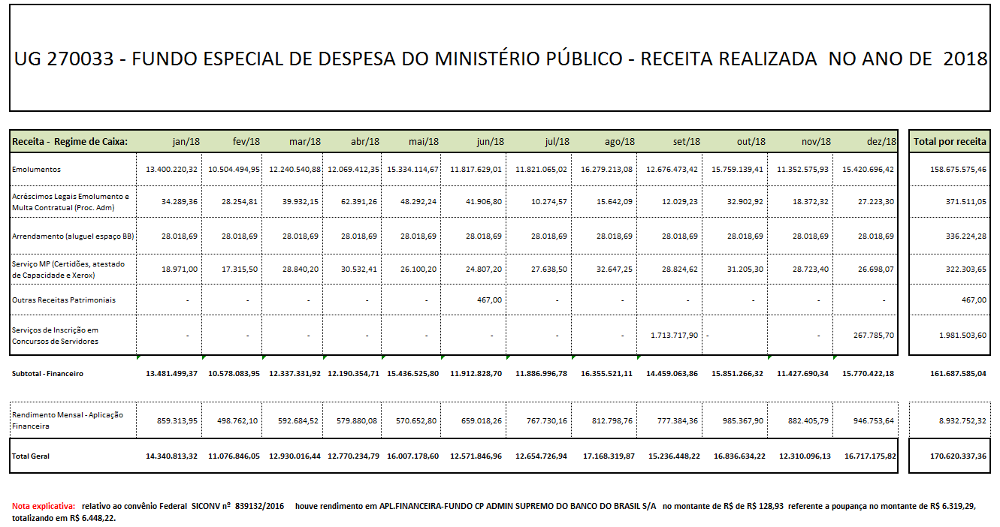 UG 270033 - FUNDO ESPECIAL DE DESPESA DO MINISTÉRIO PÚBLICO - RECEITA REALIZADA  NO ANO DE  2018
Receita -  Regime de Caixa: jan/18 fev/18 mar/18 abr/18 mai/18 jun/18 jul/18 ago/18 set/18 out/18 nov/18 dez/18 Total por receita
Emolumentos 13.400.220,32 10.504.494,95 12.240.540,88 12.069.412,35 15.334.114,67 11.817.629,01 11.821.065,02 16.279.213,08 12.676.473,42 15.759.139,41 11.352.575,93 15.420.696,42 158.675.575,46
Acréscimos Legais Emolumento e
Multa Contratual (Proc. Adm) 34.289,36 28.254,81 39.932,15 62.391,26 48.292,24 41.906,80 10.274,57 15.642,09 12.029,23 32.902,92 18.372,32 27.223,30 371.511,05
Arrendamento (aluguel espaço BB) 28.018,69 28.018,69 28.018,69 28.018,69 28.018,69 28.018,69 28.018,69 28.018,69 28.018,69 28.018,69 28.018,69 28.018,69 336.224,28
Serviço MP (Certidões, atestado
de Capacidade e Xerox) 18.971,00 17.315,50 28.840,20 30.532,41 26.100,20 24.807,20 27.638,50 32.647,25 28.824,62 31.205,30 28.723,40 26.698,07 322.303,65
Outras Receitas Patrimoniais - - - - - 467,00 - - - - - - 467,00
Serviços de Inscrição em
Concursos de Servidores - - - - - - - - 1.713.717,90 - - 267.785,70 1.981.503,60
Subtotal - Financeiro 13.481.499,37 10.578.083,95 12.337.331,92 12.190.354,71 15.436.525,80 11.912.828,70 11.886.996,78 16.355.521,11 14.459.063,86 15.851.266,32 11.427.690,34 15.770.422,18 161.687.585,04
Rendimento Mensal - Aplicação
Financeira 859.313,95 498.762,10 592.684,52 579.880,08 570.652,80 659.018,26 767.730,16 812.798,76 777.384,36 985.367,90 882.405,79 946.753,64 8.932.752,32
Total Geral 14.340.813,32 11.076.846,05 12.930.016,44 12.770.234,79 16.007.178,60 12.571.846,96 12.654.726,94 17.168.319,87 15.236.448,22 16.836.634,22 12.310.096,13 16.717.175,82 170.620.337,36
Nota explicativa:   relativo ao convênio Federal  SICONV nº  839132/2016    houve rendimento em APL.FINANCEIRA-FUNDO CP ADMIN SUPREMO DO BANCO DO BRASIL S/A   no montante de R$ de R$ 128,93  referente a poupança no montante de R$ 6.319,29,
totalizando em R$ 6.448,22.